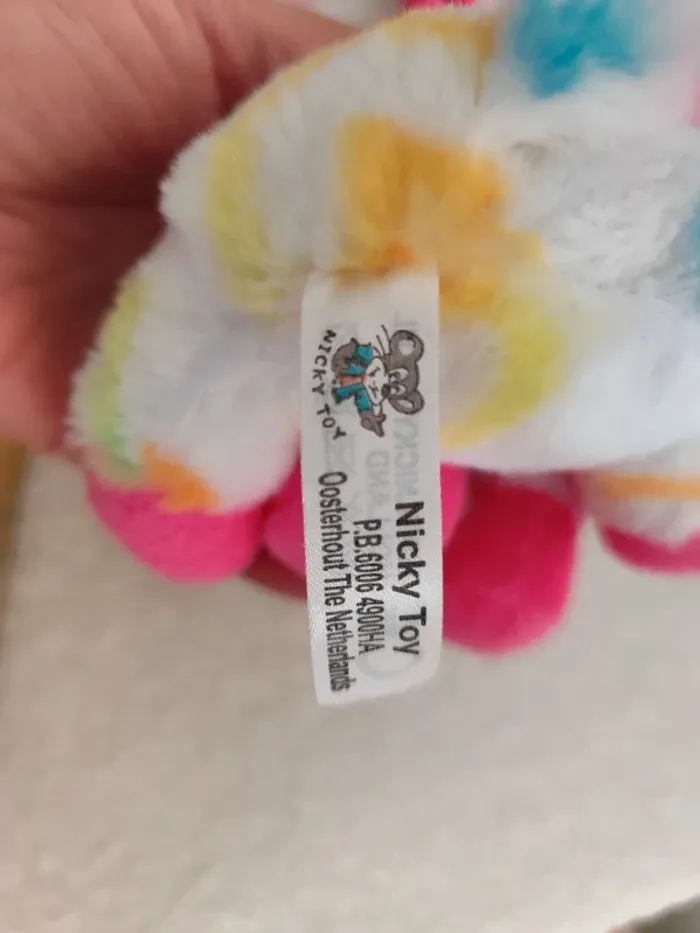 NICKY TOY
Nicky Toy
P.B.6006 4900HA
Oosterhout The Netherlands